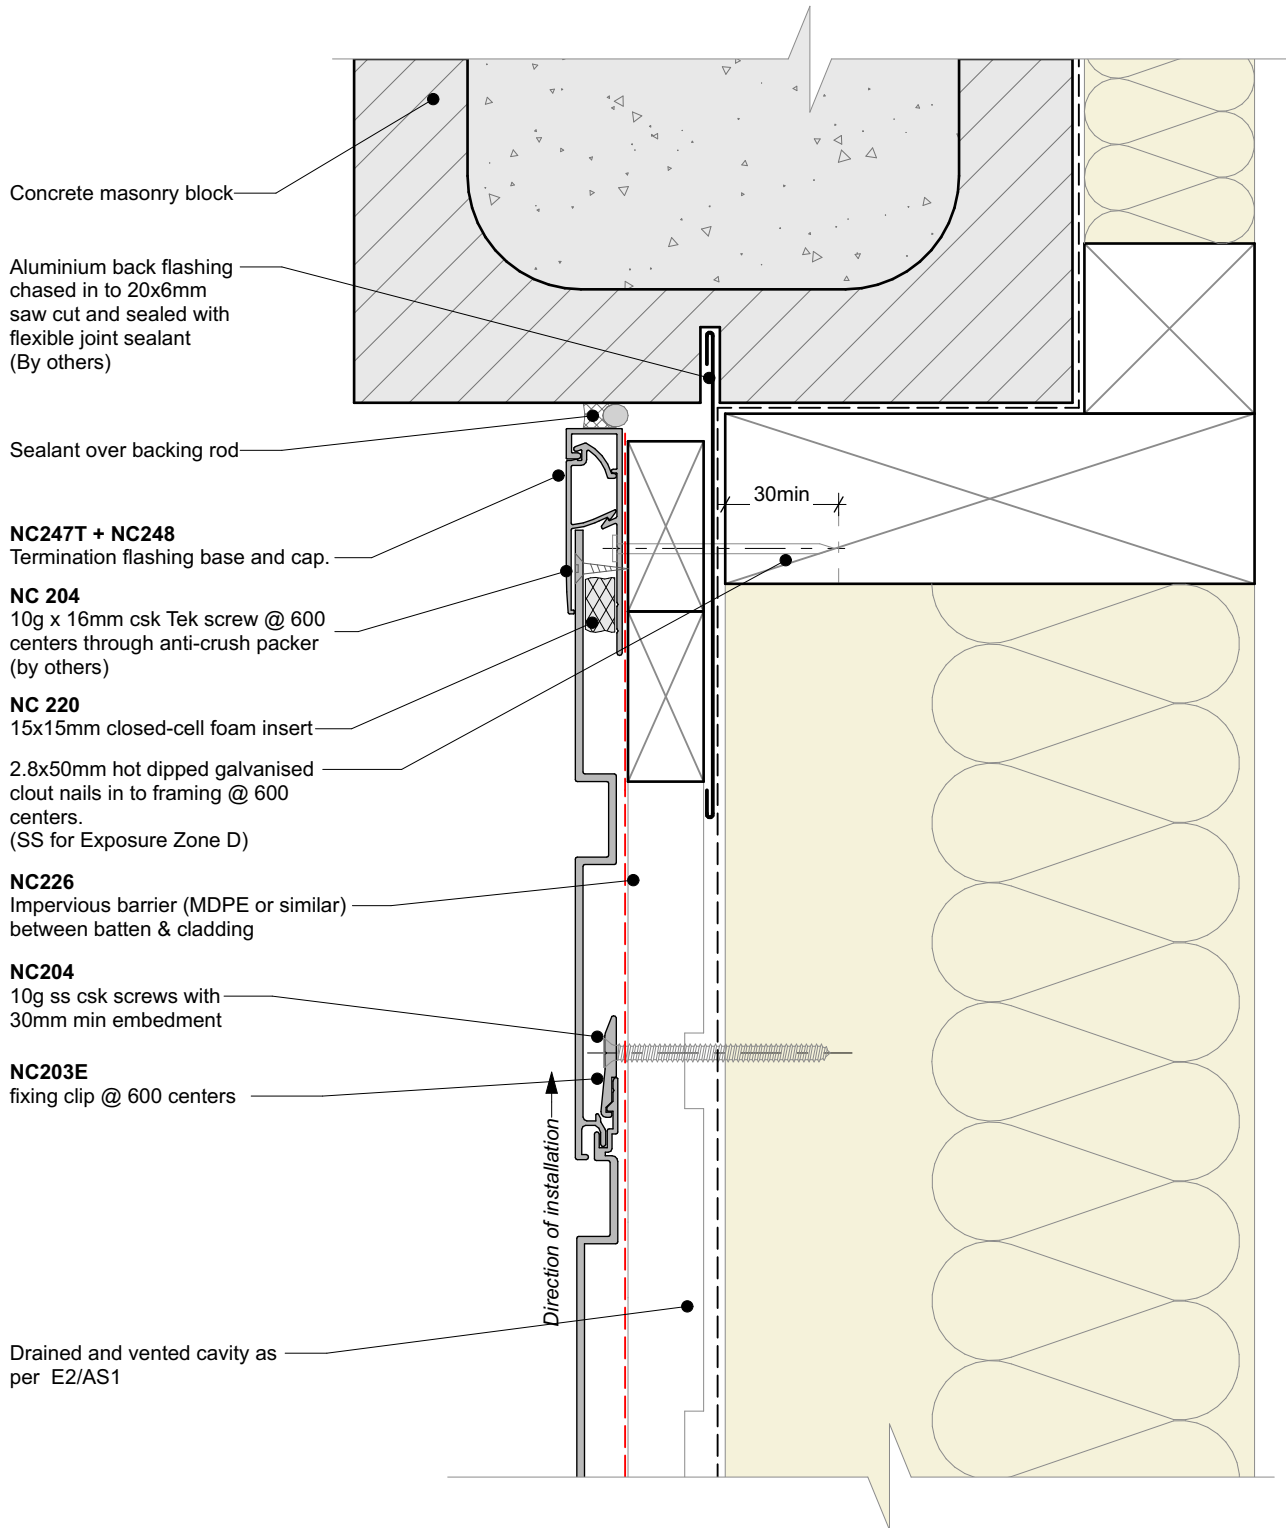 Concrete masonry block
Aluminium back flashing
chased in to 20x6mm
saw cut and sealed with
flexible joint sealant
(By others)
Sealant over backing rod
30min
NC247T + NC248
Termination flashing base and cap.
NC 204
10g x 16mm csk Tek screw @ 600
centers through anti-crush packer
(by others)
NC 220
15x15mm closed-cell foam insert
2.8x50mm hot dipped galvanised
clout nails in to framing @ 600
centers.
(SS for Exposure Zone D)
NC226
Impervious barrier (MDPE or similar)
between batten & cladding
NC204
10g ss csk screws with
30mm min embedment
NC203E
fixing clip @ 600 centers
Direction of installation
Drained and vented cavity as
per E2/AS1